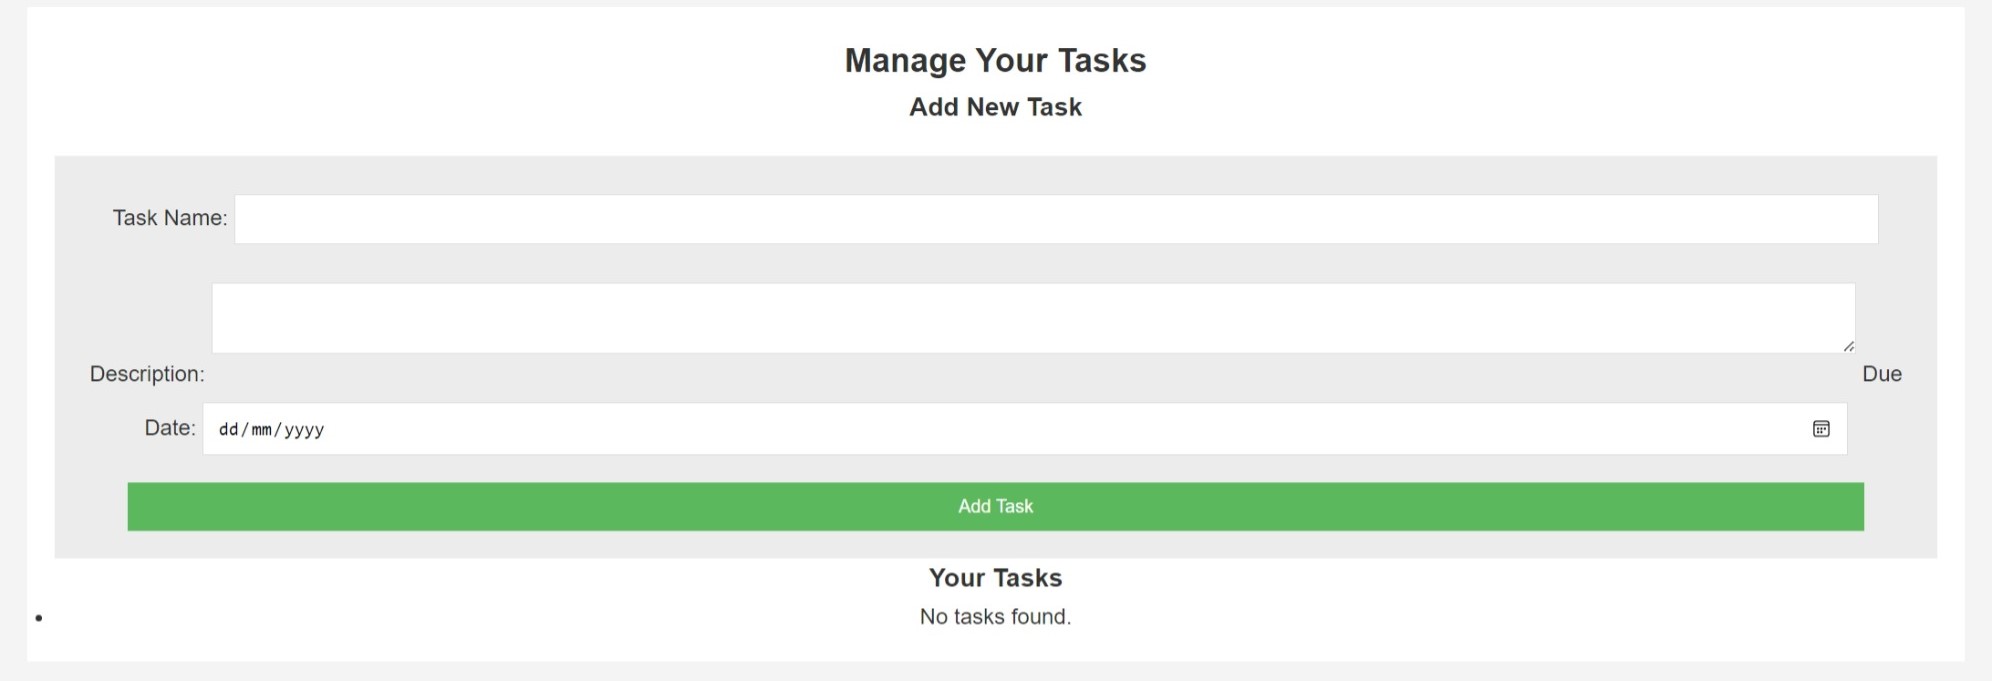 Manage Your Tasks
Add New Task
Task Name:
Description:
Due
Date: dd/mm/yyyy
Add Task
Your Tasks
• No tasks found.